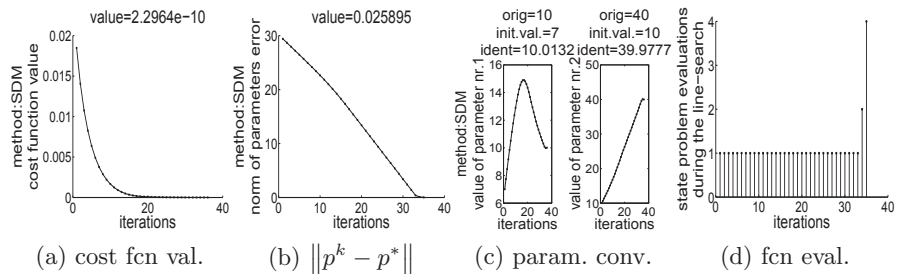 value=2.2964e−10
method:SDM
cost function value
0.02
0.015
0.01
0.005
0
0
20
40
iterations
(a) cost fcn val.
value=0.025895
method:SDM
norm of parameters error
30
20
10
0
0
20
40
iterations
(b) ‖p^k − p^*‖
orig=10
init.val.=7
ident=10.0132
method:SDM
value of parameter nr.1
16
14
12
10
8
6
0
20
40
iterations
orig=40
init.val.=10
ident=39.9777
value of parameter nr.2
50
40
30
20
10
0
20
40
iterations
(c) param. conv.
state problem evaluations
during the line−search
4
3
2
1
0
0
20
40
iterations
(d) fcn eval.